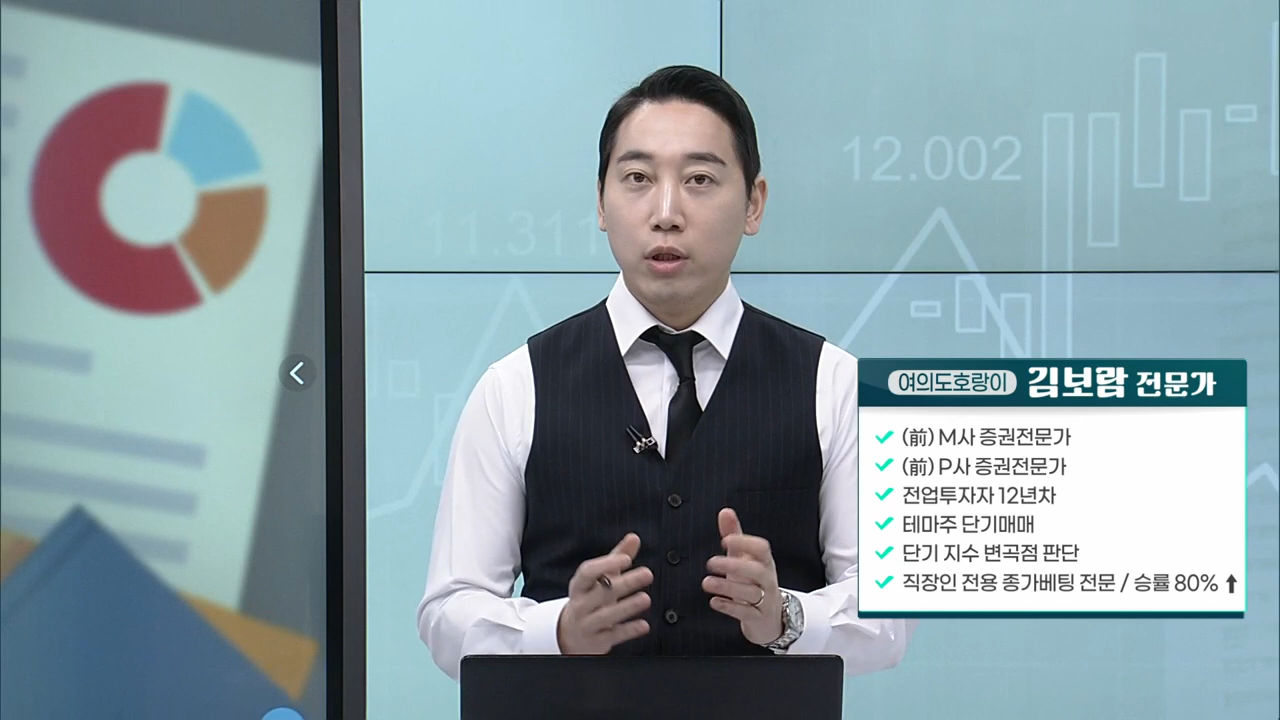 12.002
11.311
여의도호랑이 김보람 전문가
(前) M사 증권전문가
(前) P사 증권전문가
전업투자자 12년차
테마주 단기매매
단기 지수 변곡점 판단
직장인 전용 종가베팅 전문 / 승률 80% ↑